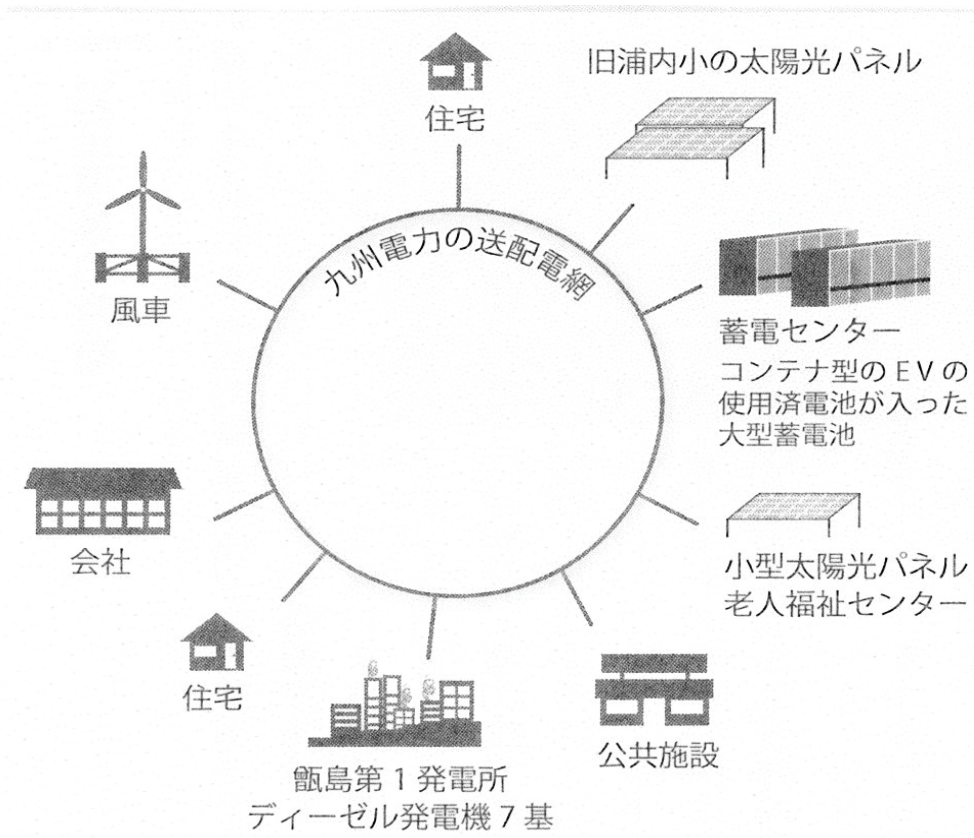 住宅
旧浦内小の太陽光パネル
九州電力の送配電網
風車
蓄電センター
コンテナ型のEVの
使用済電池が入った
大型蓄電池
会社
小型太陽光パネル
老人福祉センター
住宅
甑島第1発電所
ディーゼル発電機7基
公共施設